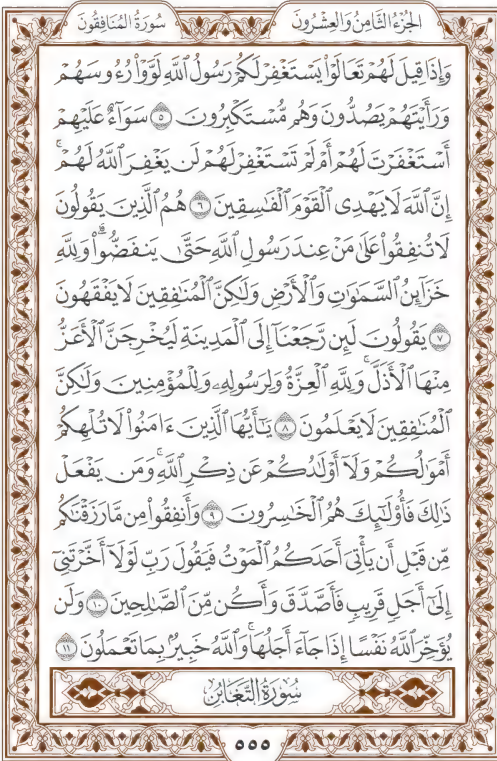 الجُزْءُ الثَّامِنُ وَالعِشْرُونَ سُورَةُ المُنَافِقُونَ
وَإِذَا قِيلَ لَهُمْ تَعَالَوْا۟ يَسْتَغْفِرْ لَكُمْ رَسُولُ ٱللَّهِ لَوَّوْا۟ رُءُوسَهُمْ
وَرَأَيْتَهُمْ يَصُدُّونَ وَهُم مُّسْتَكْبِرُونَ ٥ سَوَآءٌ عَلَيْهِمْ
أَسْتَغْفَرْتَ لَهُمْ أَمْ لَمْ تَسْتَغْفِرْ لَهُمْ لَن يَغْفِرَ ٱللَّهُ لَهُمْ ۚ
إِنَّ ٱللَّهَ لَا يَهْدِى ٱلْقَوْمَ ٱلْفَٰسِقِينَ ٦ هُمُ ٱلَّذِينَ يَقُولُونَ
لَا تُنفِقُوا۟ عَلَىٰ مَنْ عِندَ رَسُولِ ٱللَّهِ حَتَّىٰ يَنفَضُّوا۟ ۗ وَلِلَّهِ
خَزَآئِنُ ٱلسَّمَٰوَٰتِ وَٱلْأَرْضِ وَلَٰكِنَّ ٱلْمُنَٰفِقِينَ لَا يَفْقَهُونَ
٧ يَقُولُونَ لَئِن رَّجَعْنَآ إِلَى ٱلْمَدِينَةِ لَيُخْرِجَنَّ ٱلْأَعَزُّ
مِنْهَا ٱلْأَذَلَّ ۚ وَلِلَّهِ ٱلْعِزَّةُ وَلِرَسُولِهِۦ وَلِلْمُؤْمِنِينَ وَلَٰكِنَّ
ٱلْمُنَٰفِقِينَ لَا يَعْلَمُونَ ٨ يَٰٓأَيُّهَا ٱلَّذِينَ ءَامَنُوا۟ لَا تُلْهِكُمْ
أَمْوَٰلُكُمْ وَلَآ أَوْلَٰدُكُمْ عَن ذِكْرِ ٱللَّهِ ۚ وَمَن يَفْعَلْ
ذَٰلِكَ فَأُو۟لَٰٓئِكَ هُمُ ٱلْخَٰسِرُونَ ٩ وَأَنفِقُوا۟ مِن مَّا رَزَقْنَٰكُم
مِّن قَبْلِ أَن يَأْتِىَ أَحَدَكُمُ ٱلْمَوْتُ فَيَقُولَ رَبِّ لَوْلَآ أَخَّرْتَنِىٓ
إِلَىٰٓ أَجَلٍ قَرِيبٍ فَأَصَّدَّقَ وَأَكُن مِّنَ ٱلصَّٰلِحِينَ ١٠ وَلَن
يُؤَخِّرَ ٱللَّهُ نَفْسًا إِذَا جَآءَ أَجَلُهَا ۚ وَٱللَّهُ خَبِيرٌۢ بِمَا تَعْمَلُونَ ١١
سُورَةُ التَّغَابُنِ
٥٥٥